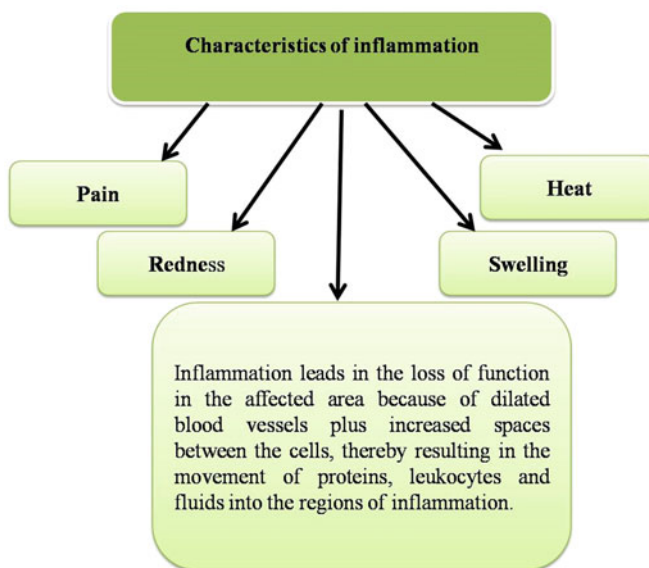 Characteristics of inflammation
Pain
Heat
Redness
Swelling
Inflammation leads in the loss of function
in the affected area because of dilated
blood vessels plus increased spaces
between the cells, thereby resulting in the
movement of proteins, leukocytes and
fluids into the regions of inflammation.